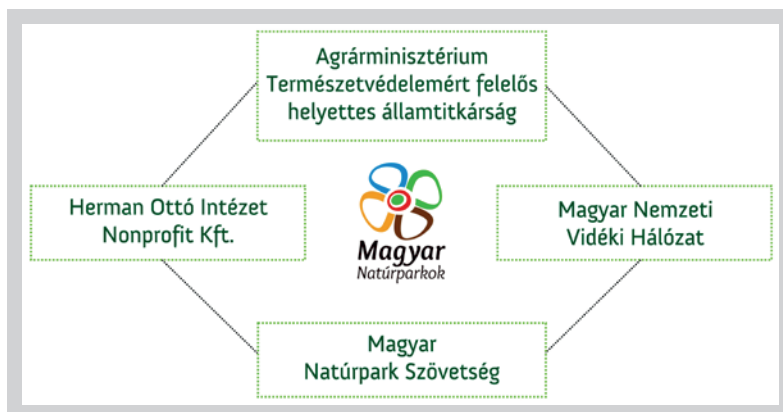 Agrárminisztérium
Természetvédelemért felelős
helyettes államtitkárság
Herman Ottó Intézet
Nonprofit Kft.
Magyar
Natúrparkok
Magyar Nemzeti
Vidéki Hálózat
Magyar
Natúrpark Szövetség